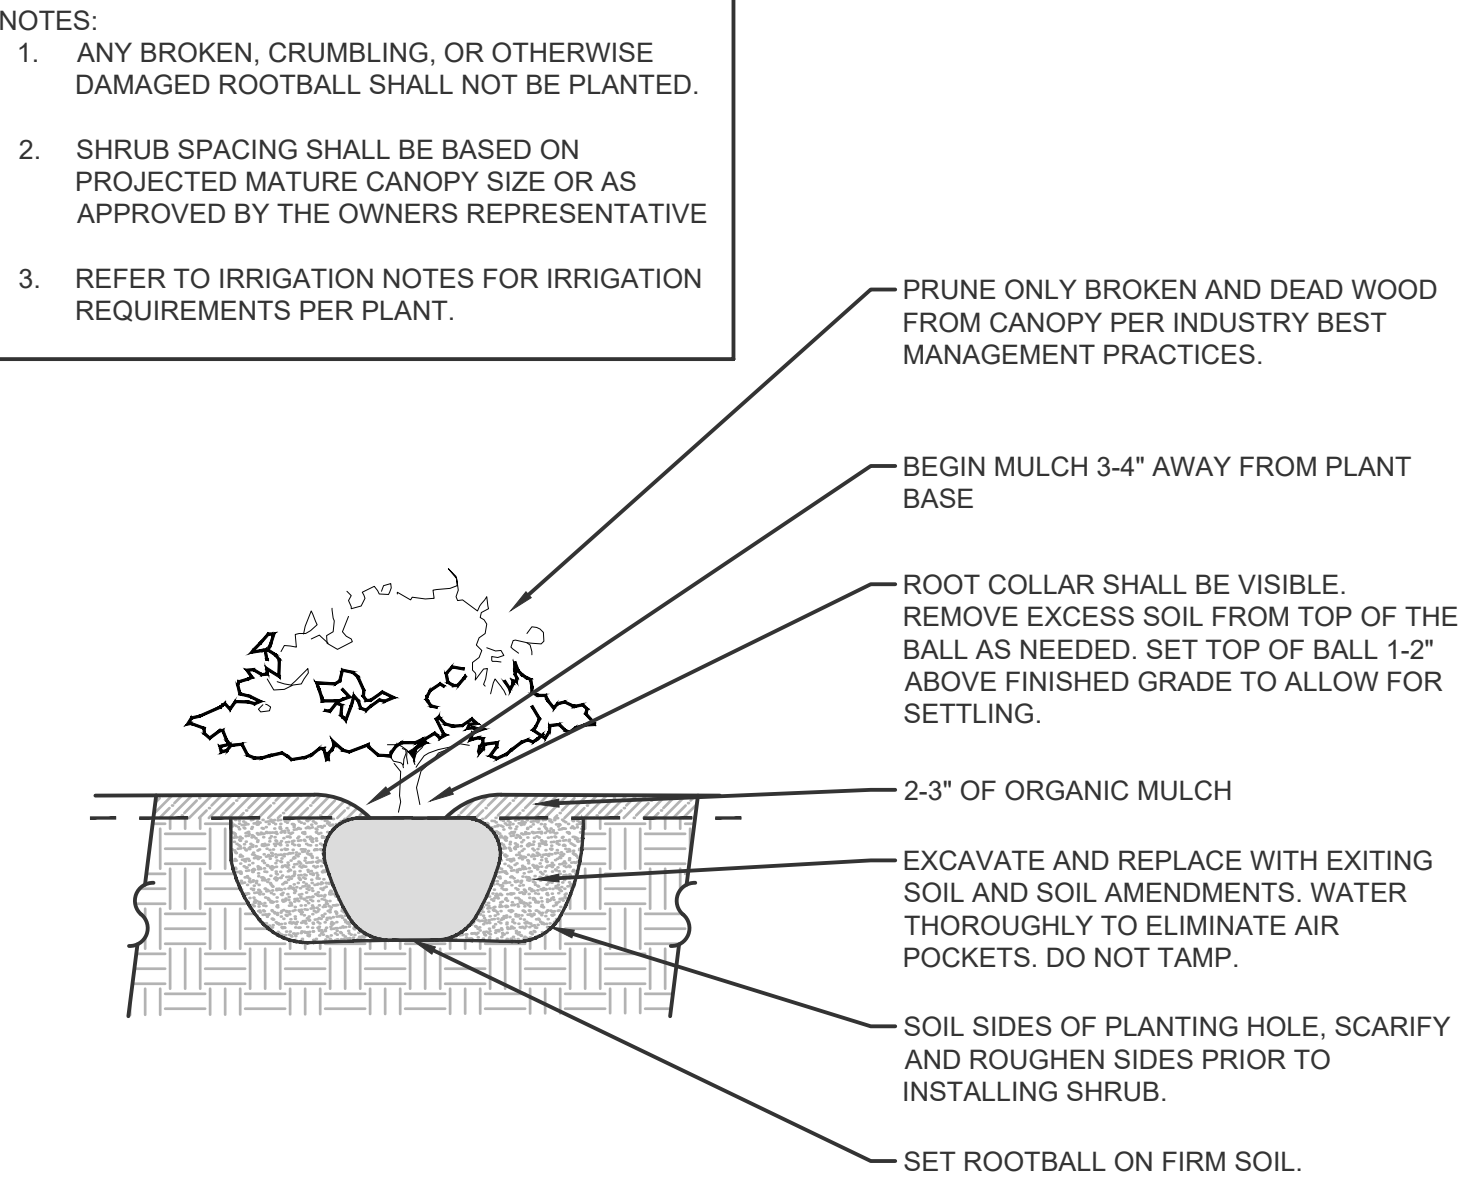 NOTES:
1. ANY BROKEN, CRUMBLING, OR OTHERWISE
DAMAGED ROOTBALL SHALL NOT BE PLANTED.
2. SHRUB SPACING SHALL BE BASED ON
PROJECTED MATURE CANOPY SIZE OR AS
APPROVED BY THE OWNERS REPRESENTATIVE
3. REFER TO IRRIGATION NOTES FOR IRRIGATION
REQUIREMENTS PER PLANT.
PRUNE ONLY BROKEN AND DEAD WOOD
FROM CANOPY PER INDUSTRY BEST
MANAGEMENT PRACTICES.
BEGIN MULCH 3-4" AWAY FROM PLANT
BASE
ROOT COLLAR SHALL BE VISIBLE.
REMOVE EXCESS SOIL FROM TOP OF THE
BALL AS NEEDED. SET TOP OF BALL 1-2"
ABOVE FINISHED GRADE TO ALLOW FOR
SETTLING.
2-3" OF ORGANIC MULCH
EXCAVATE AND REPLACE WITH EXITING
SOIL AND SOIL AMENDMENTS. WATER
THOROUGHLY TO ELIMINATE AIR
POCKETS. DO NOT TAMP.
SOIL SIDES OF PLANTING HOLE, SCARIFY
AND ROUGHEN SIDES PRIOR TO
INSTALLING SHRUB.
SET ROOTBALL ON FIRM SOIL.